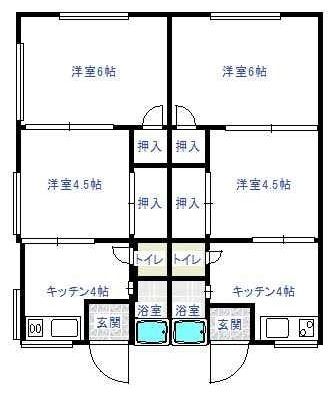 洋室6帖
洋室6帖
押入
押入
洋室4.5帖
押入
押入
洋室4.5帖
トイレ
トイレ
キッチン4帖
浴室
浴室
キッチン4帖
玄関
玄関